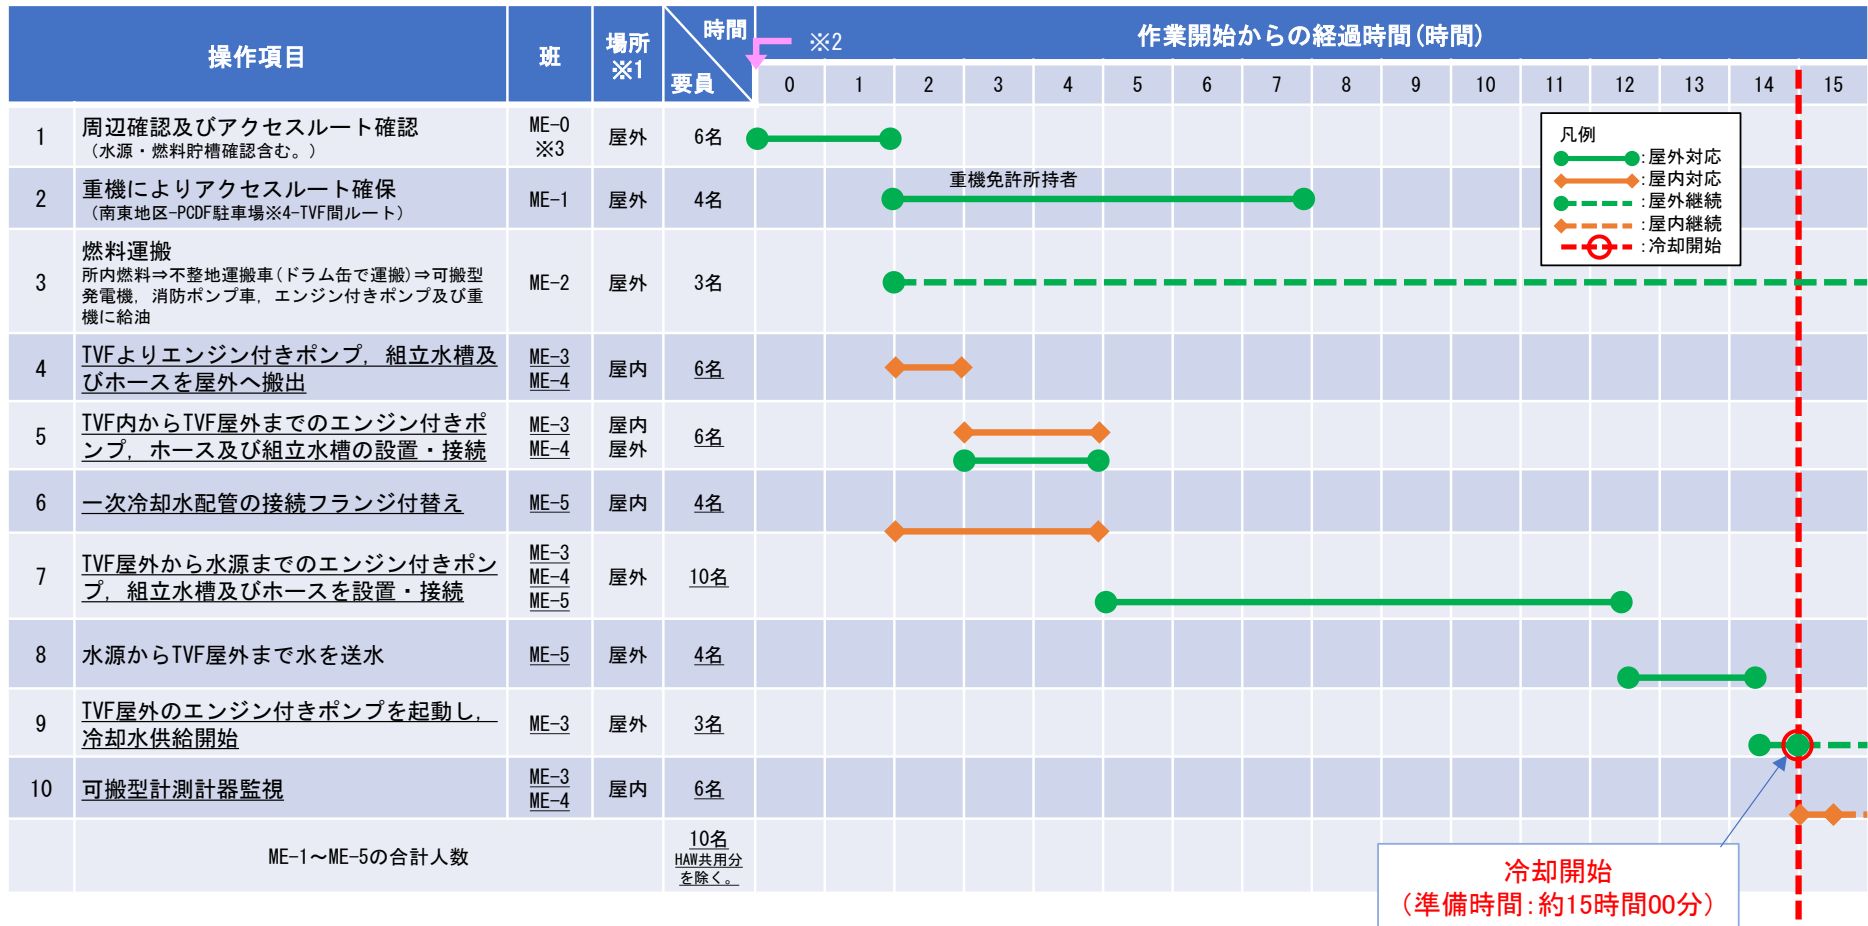 操作項目
班
場所
※1
時間
要員
※2
作業開始からの経過時間(時間)
0 1 2 3 4 5 6 7 8 9 10 11 12 13 14 15
1
周辺確認及びアクセスルート確認
（水源・燃料貯槽確認含む。）
ME-0
※3
屋外
6名
2
重機によりアクセスルート確保
（南東地区-PCDF駐車場※4-TVF間ルート）
ME-1
屋外
4名
重機免許所持者
3
燃料運搬
所内燃料⇒不整地運搬車(ドラム缶で運搬)⇒可搬型
発電機，消防ポンプ車，エンジン付きポンプ及び重
機に給油
ME-2
屋外
3名
4
TVFよりエンジン付きポンプ，組立水槽及
びホースを屋外へ搬出
ME-3
ME-4
屋内
6名
5
TVF内からTVF屋外までのエンジン付きポ
ンプ，ホース及び組立水槽の設置・接続
ME-3
ME-4
屋内
屋外
6名
6
一次冷却水配管の接続フランジ付替え
ME-5
屋内
4名
7
TVF屋外から水源までのエンジン付きポン
プ，組立水槽及びホースを設置・接続
ME-3
ME-4
ME-5
屋外
10名
8
水源からTVF屋外まで水を送水
ME-5
屋外
4名
9
TVF屋外のエンジン付きポンプを起動し，
冷却水供給開始
ME-3
屋外
3名
10
可搬型計測計器監視
ME-3
ME-4
屋内
6名
ME-1～ME-5の合計人数
10名
HAW共用分
を除く。
凡例
:屋外対応
:屋内対応
:屋外継続
:屋内継続
:冷却開始
冷却開始
（準備時間:約15時間00分）